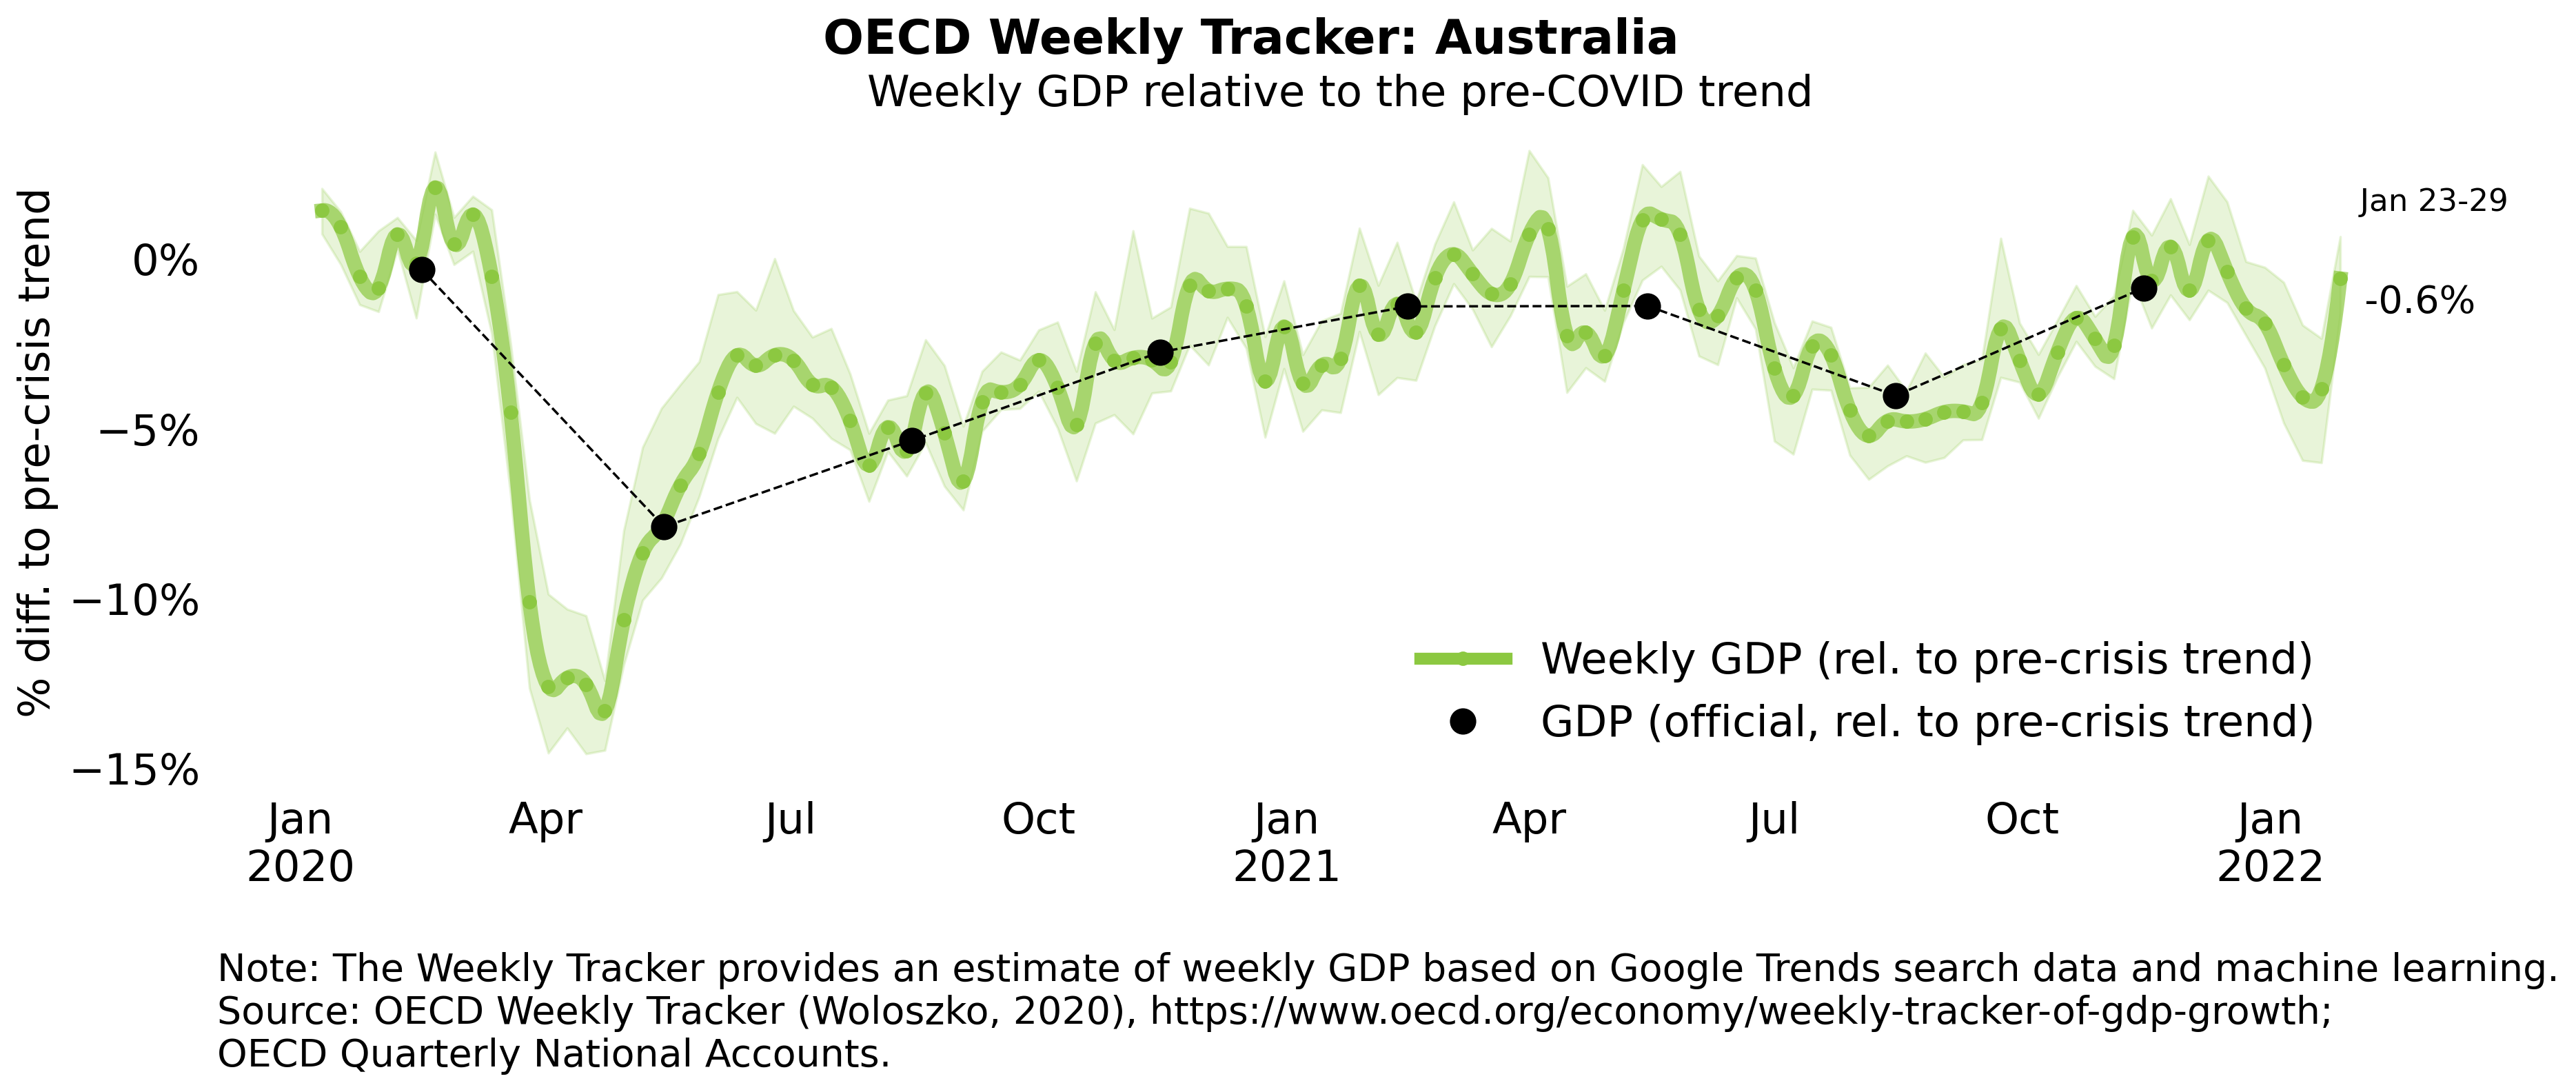 OECD Weekly Tracker: Australia
Weekly GDP relative to the pre-COVID trend
% diff. to pre-crisis trend
0%
−5%
−10%
−15%
Jan 23-29
-0.6%
Weekly GDP (rel. to pre-crisis trend)
GDP (official, rel. to pre-crisis trend)
Jan Apr Jul Oct Jan Apr Jul Oct Jan
2020 2021 2022
Note: The Weekly Tracker provides an estimate of weekly GDP based on Google Trends search data and machine learning.
Source: OECD Weekly Tracker (Woloszko, 2020), https://www.oecd.org/economy/weekly-tracker-of-gdp-growth;
OECD Quarterly National Accounts.